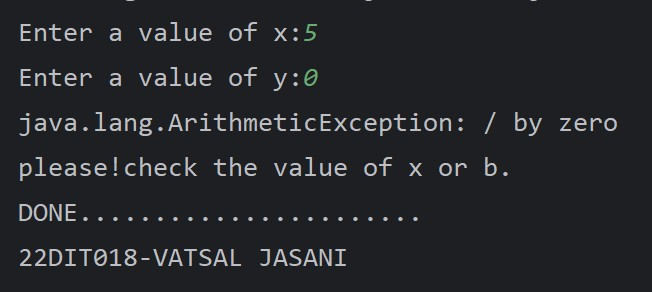 Enter a value of x:5
Enter a value of y:0
java.lang.ArithmeticException: / by zero
please!check the value of x or b.
DONE.......................
22DIT018-VATSAL JASANI